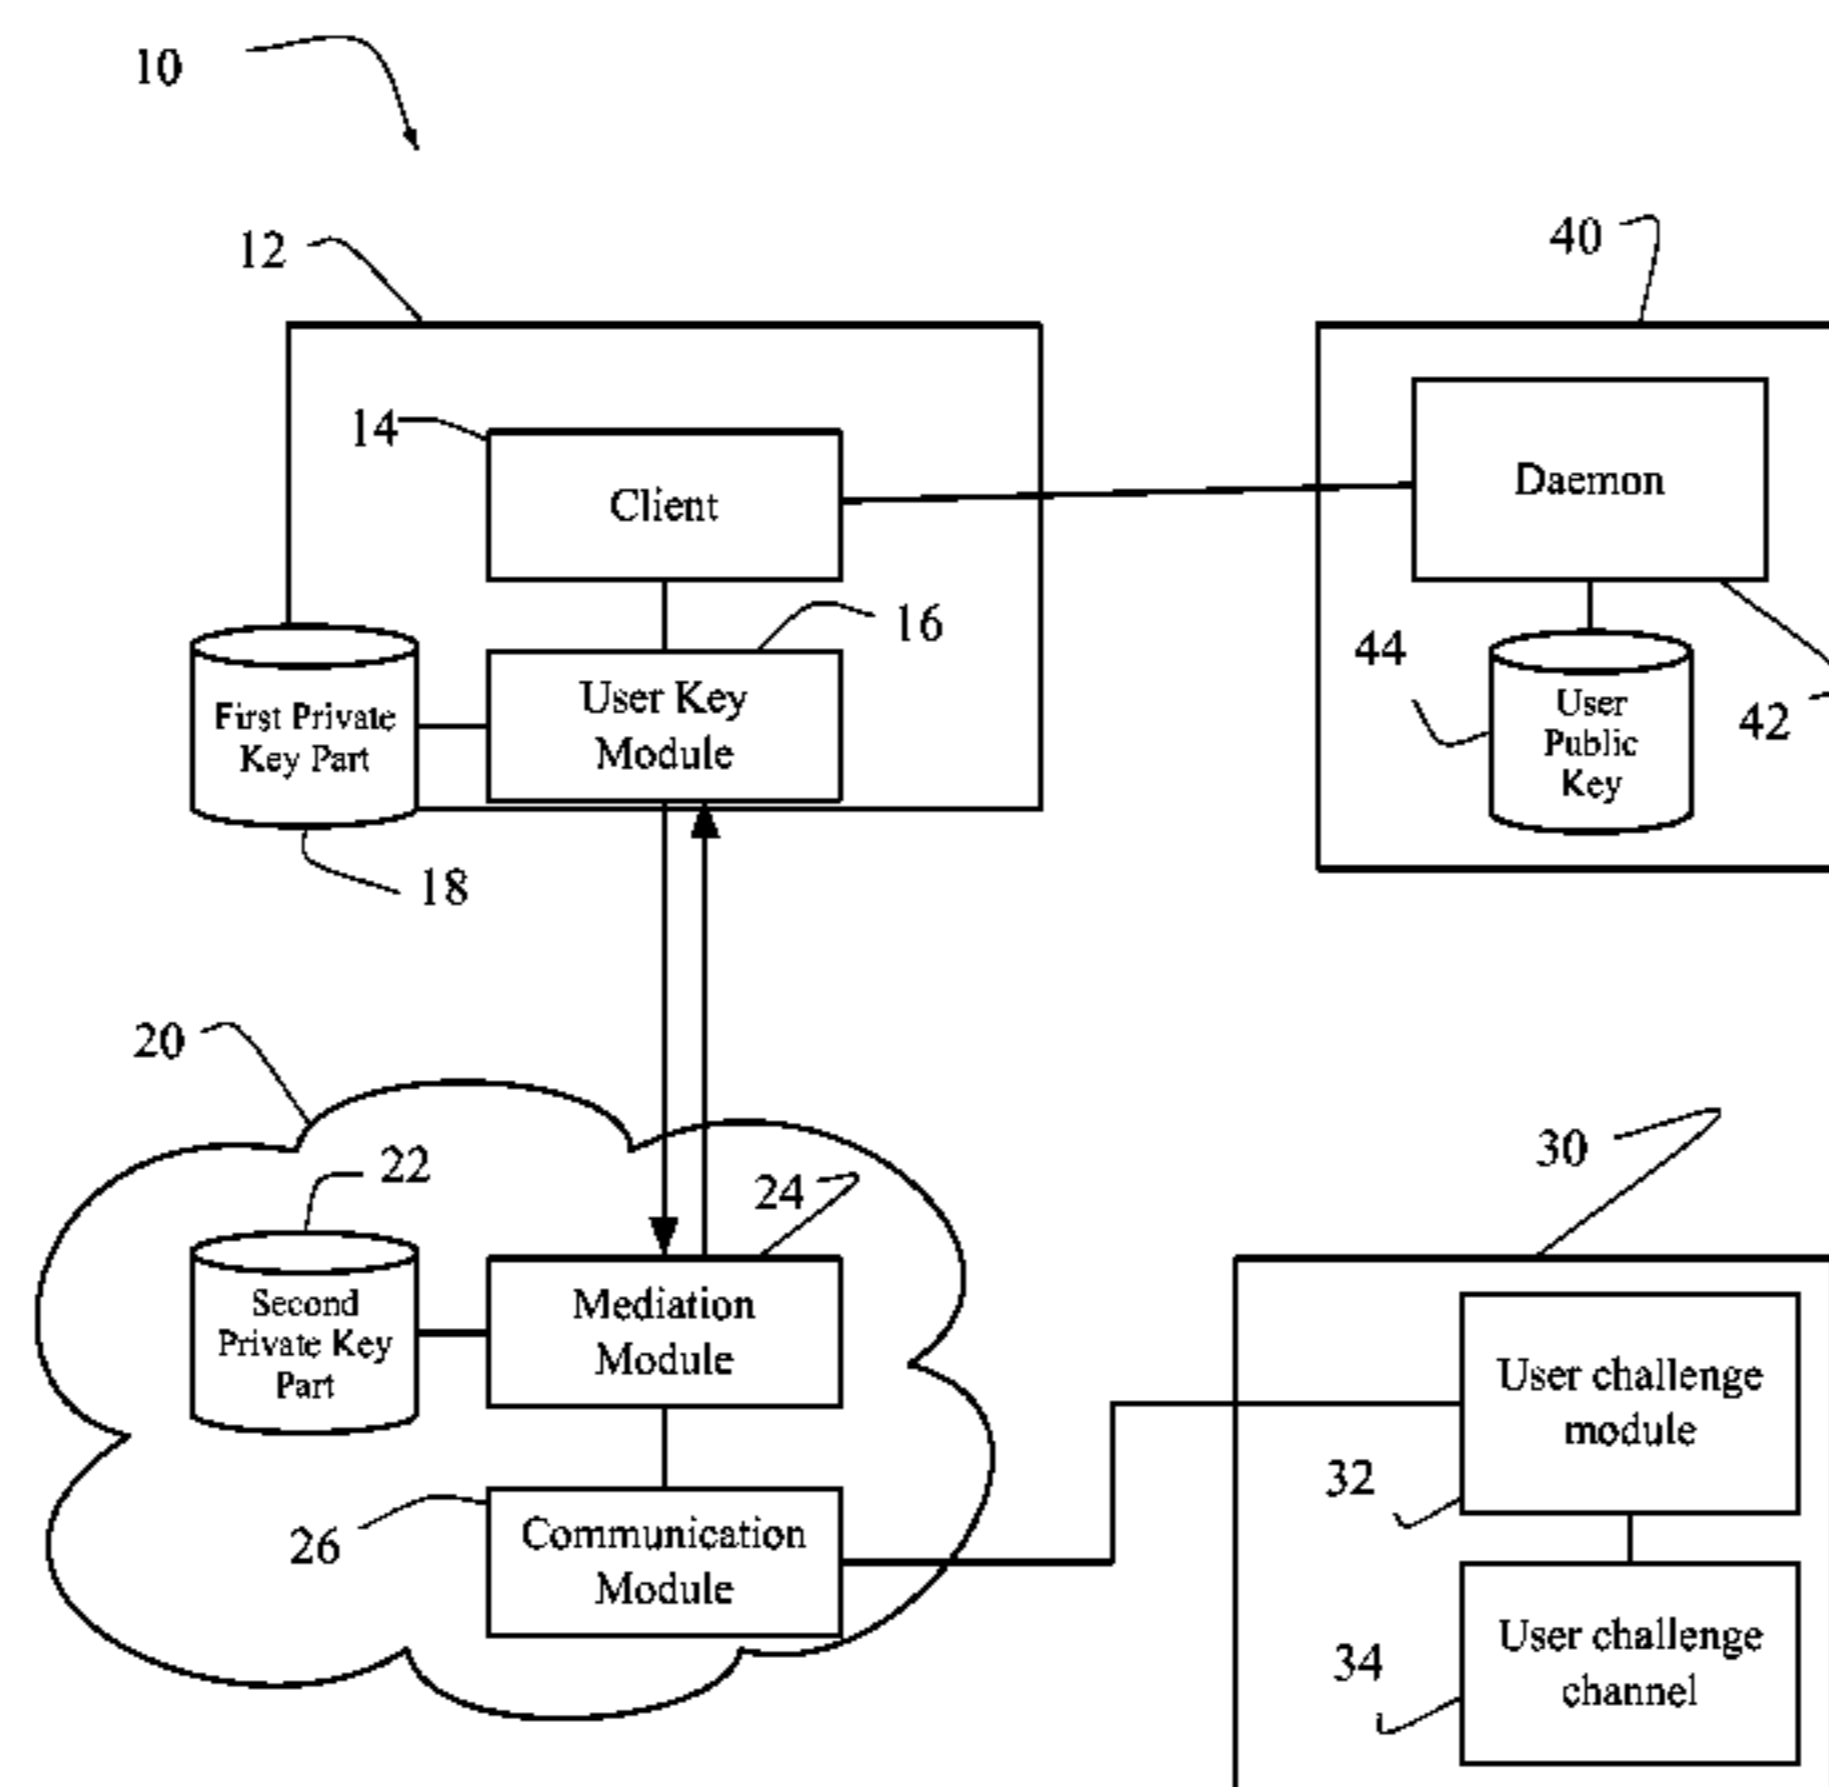 10
12
40
14
Client
Daemon
16
First Private
Key Part
User Key
Module
44
User
Public
Key
42
18
20
22
24
30
Second
Private Key
Part
Mediation
Module
User challenge
module
32
26
Communication
Module
34
User challenge
channel